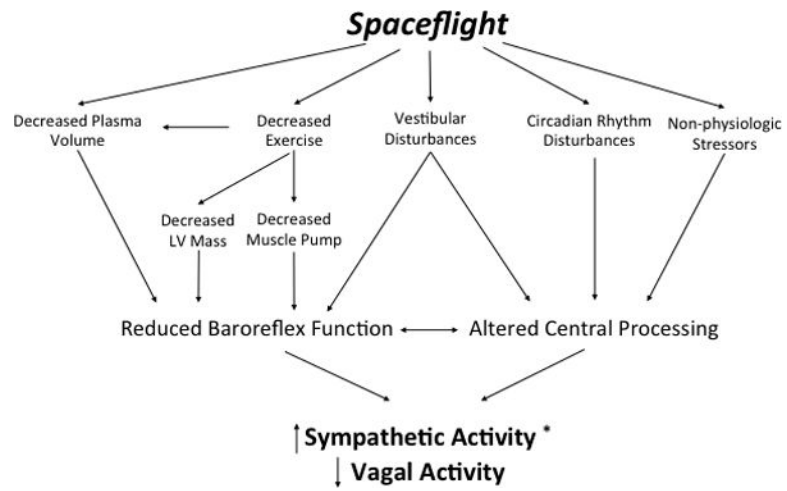 Spaceflight
Decreased Plasma
Volume
Decreased
Exercise
Vestibular
Disturbances
Circadian Rhythm
Disturbances
Non-physiologic
Stressors
Decreased
LV Mass
Decreased
Muscle Pump
Reduced Baroreflex Function
Altered Central Processing
↑Sympathetic Activity *
↓ Vagal Activity